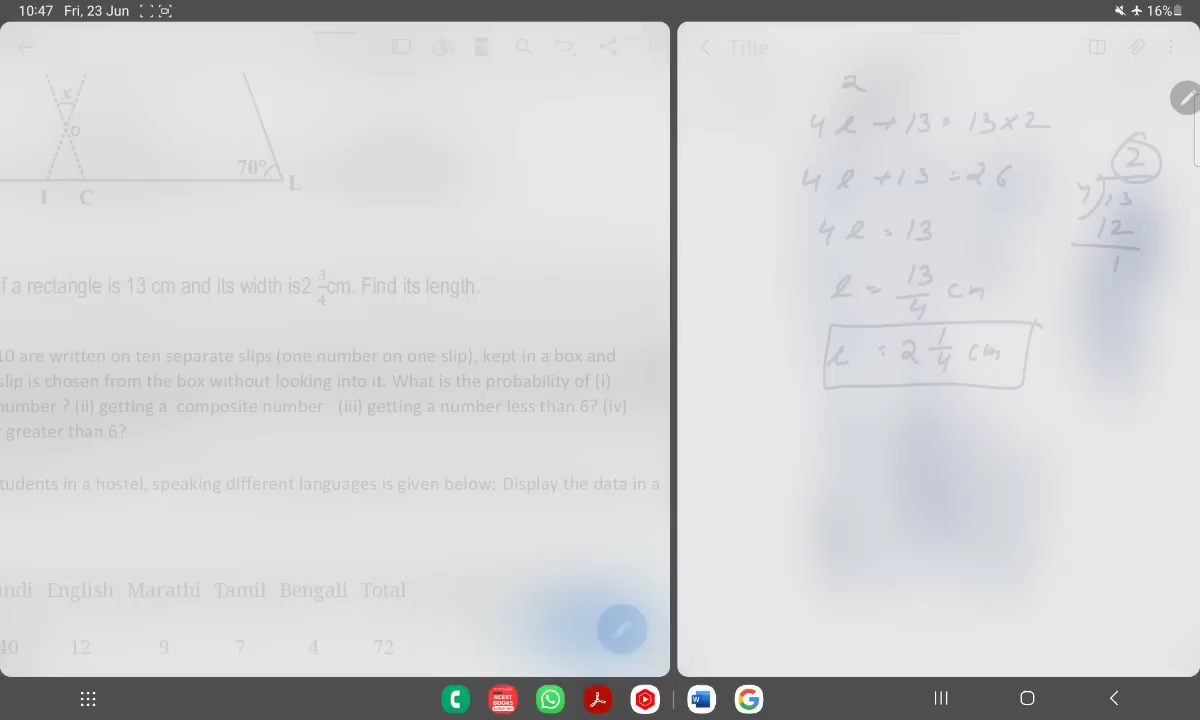 10:47 Fri, 23 Jun
16%
x
o
70°
L
I C
f a rectangle is 13 cm and its width is2 3/4 cm. Find its length.
10 are written on ten separate slips (one number on one slip), kept in a box and
slip is chosen from the box without looking into it. What is the probability of (i)
number ? (ii) getting a composite number (iii) getting a number less than 6? (iv)
r greater than 6?
tudents in a hostel, speaking different languages is given below: Display the data in a
indi English Marathi Tamil Bengali Total
40 12 9 7 4 72
Title
2
4l + 13 = 13 × 2
4l + 13 = 26
4l = 13
l = 13/4 cm
l = 2 1/4 cm
2
4)13
12
1
NCERT
BOOKS
W
G